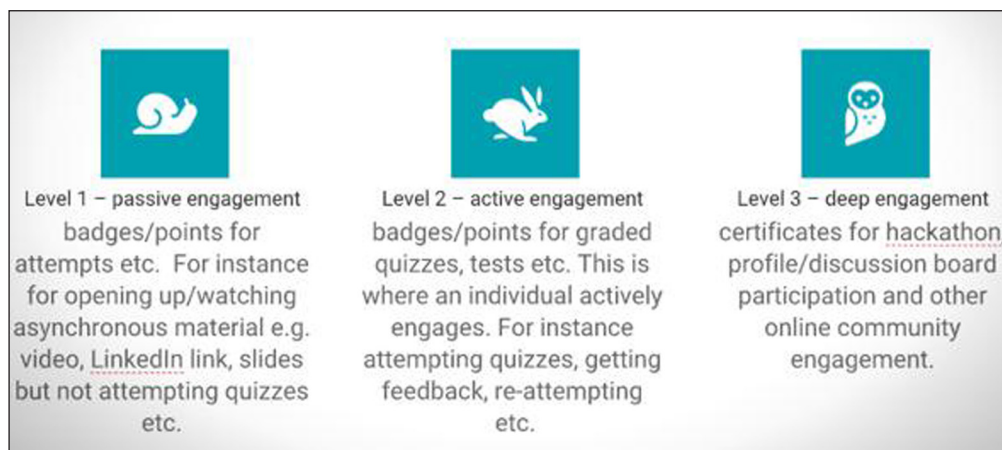 Level 1 – passive engagement
badges/points for
attempts etc. For instance
for opening up/watching
asynchronous material e.g.
video, LinkedIn link, slides
but not attempting quizzes
etc.
Level 2 – active engagement
badges/points for graded
quizzes, tests etc. This is
where an individual actively
engages. For instance
attempting quizzes, getting
feedback, re-attempting
etc.
Level 3 – deep engagement
certificates for hackathon
profile/discussion board
participation and other
online community
engagement.